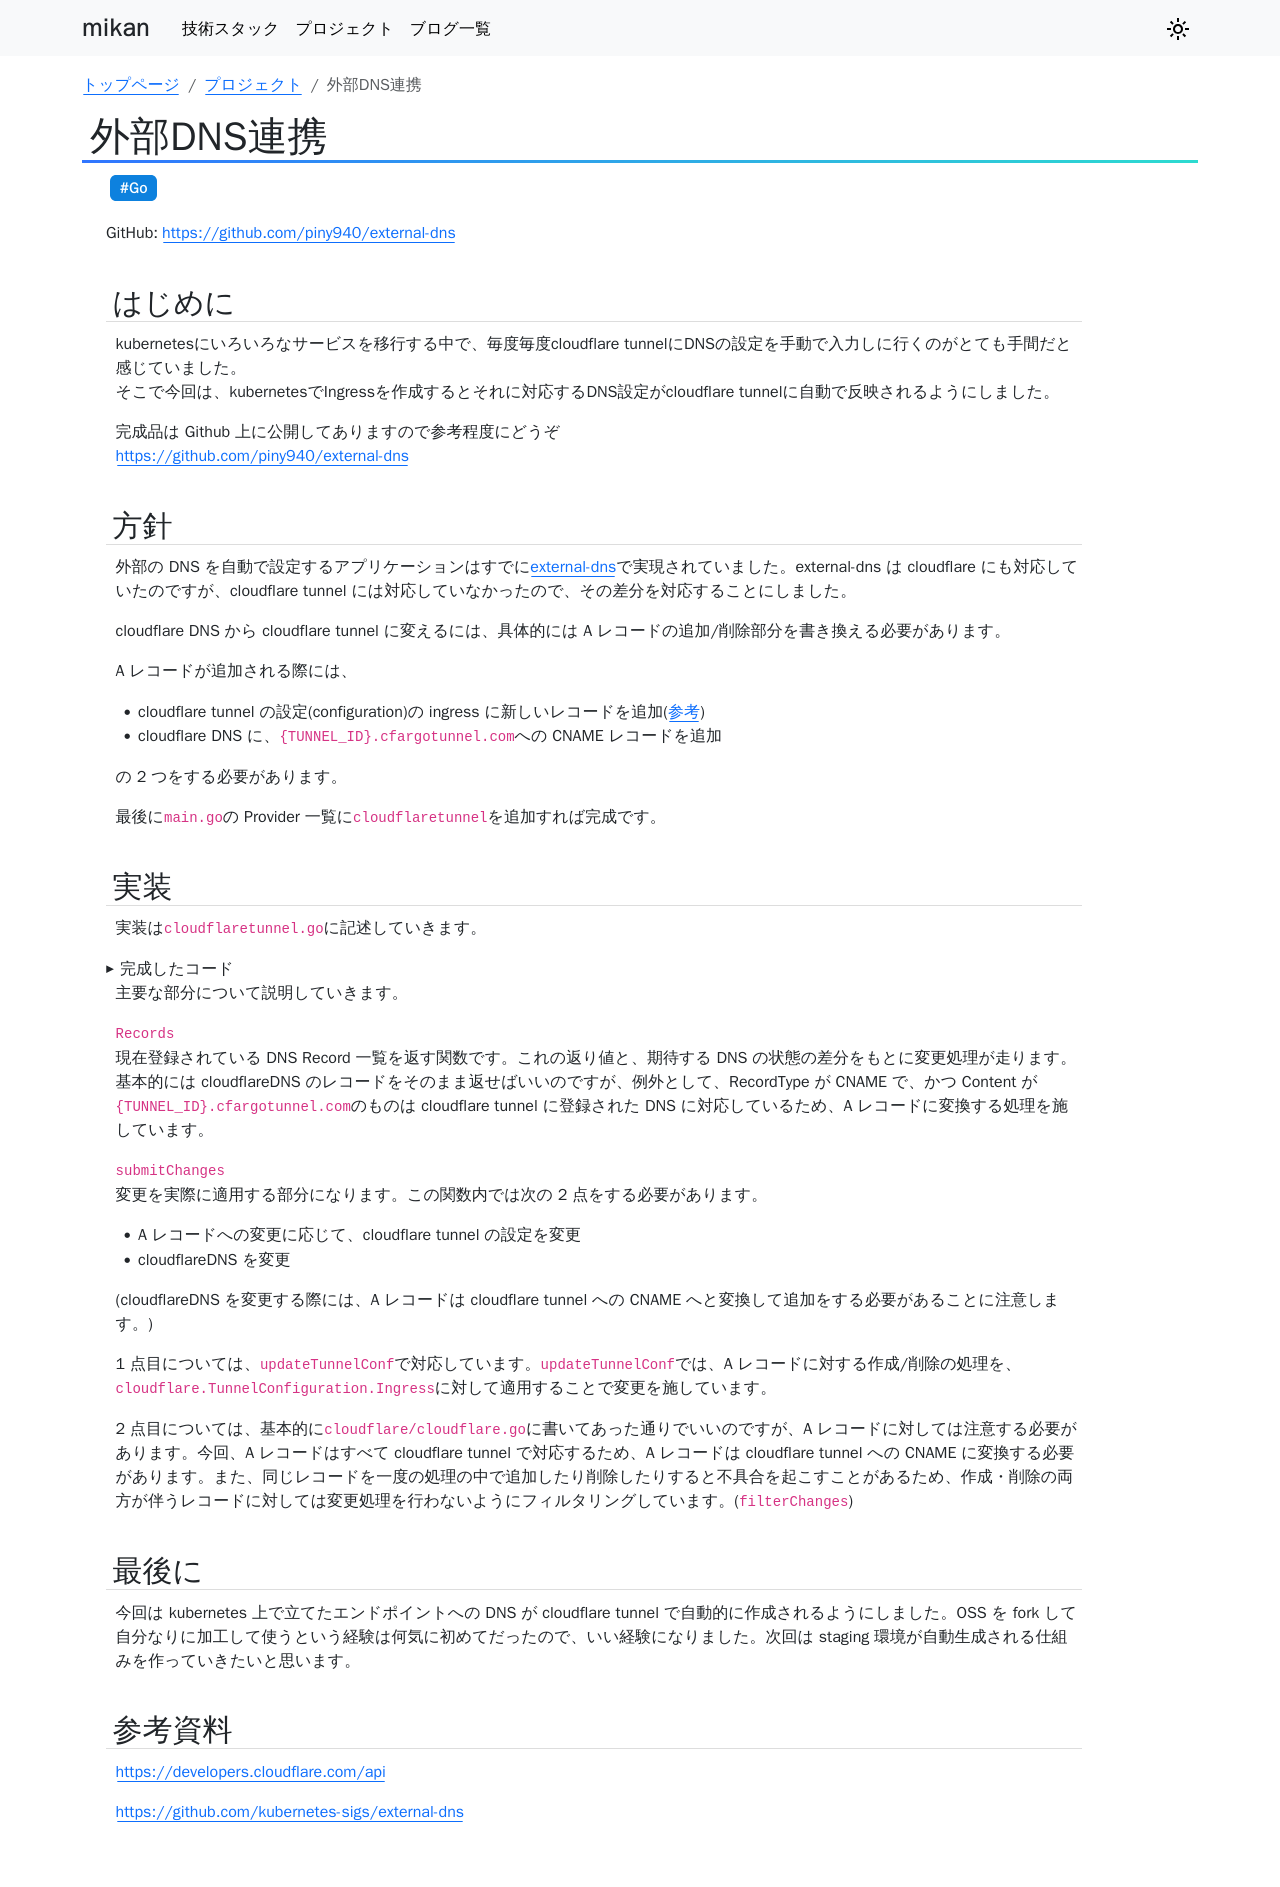 mikan 技術スタック プロジェクト ブログ一覧
トップページ / プロジェクト / 外部DNS連携
外部DNS連携
#Go
GitHub: https://github.com/piny940/external-dns
はじめに
kubernetesにいろいろなサービスを移行する中で、毎度毎度cloudflare tunnelにDNSの設定を手動で入力しに行くのがとても手間だと
感じていました。
そこで今回は、kubernetesでIngressを作成するとそれに対応するDNS設定がcloudflare tunnelに自動で反映されるようにしました。
完成品は Github 上に公開してありますので参考程度にどうぞ
https://github.com/piny940/external-dns
方針
外部の DNS を自動で設定するアプリケーションはすでにexternal-dnsで実現されていました。external-dns は cloudflare にも対応して
いたのですが、cloudflare tunnel には対応していなかったので、その差分を対応することにしました。
cloudflare DNS から cloudflare tunnel に変えるには、具体的には A レコードの追加/削除部分を書き換える必要があります。
A レコードが追加される際には、
• cloudflare tunnel の設定(configuration)の ingress に新しいレコードを追加(参考)
• cloudflare DNS に、{TUNNEL_ID}.cfargotunnel.comへの CNAME レコードを追加
の 2 つをする必要があります。
最後にmain.goの Provider 一覧にcloudflaretunnelを追加すれば完成です。
実装
実装はcloudflaretunnel.goに記述していきます。
▶ 完成したコード
主要な部分について説明していきます。
Records
現在登録されている DNS Record 一覧を返す関数です。これの返り値と、期待する DNS の状態の差分をもとに変更処理が走ります。
基本的には cloudflareDNS のレコードをそのまま返せばいいのですが、例外として、RecordType が CNAME で、かつ Content が
{TUNNEL_ID}.cfargotunnel.comのものは cloudflare tunnel に登録された DNS に対応しているため、A レコードに変換する処理を施
しています。
submitChanges
変更を実際に適用する部分になります。この関数内では次の 2 点をする必要があります。
• A レコードへの変更に応じて、cloudflare tunnel の設定を変更
• cloudflareDNS を変更
(cloudflareDNS を変更する際には、A レコードは cloudflare tunnel への CNAME へと変換して追加をする必要があることに注意しま
す。)
1 点目については、updateTunnelConfで対応しています。updateTunnelConfでは、A レコードに対する作成/削除の処理を、
cloudflare.TunnelConfiguration.Ingressに対して適用することで変更を施しています。
2 点目については、基本的にcloudflare/cloudflare.goに書いてあった通りでいいのですが、A レコードに対しては注意する必要が
あります。今回、A レコードはすべて cloudflare tunnel で対応するため、A レコードは cloudflare tunnel への CNAME に変換する必要
があります。また、同じレコードを一度の処理の中で追加したり削除したりすると不具合を起こすことがあるため、作成・削除の両
方が伴うレコードに対しては変更処理を行わないようにフィルタリングしています。(filterChanges)
最後に
今回は kubernetes 上で立てたエンドポイントへの DNS が cloudflare tunnel で自動的に作成されるようにしました。OSS を fork して
自分なりに加工して使うという経験は何気に初めてだったので、いい経験になりました。次回は staging 環境が自動生成される仕組
みを作っていきたいと思います。
参考資料
https://developers.cloudflare.com/api
https://github.com/kubernetes-sigs/external-dns